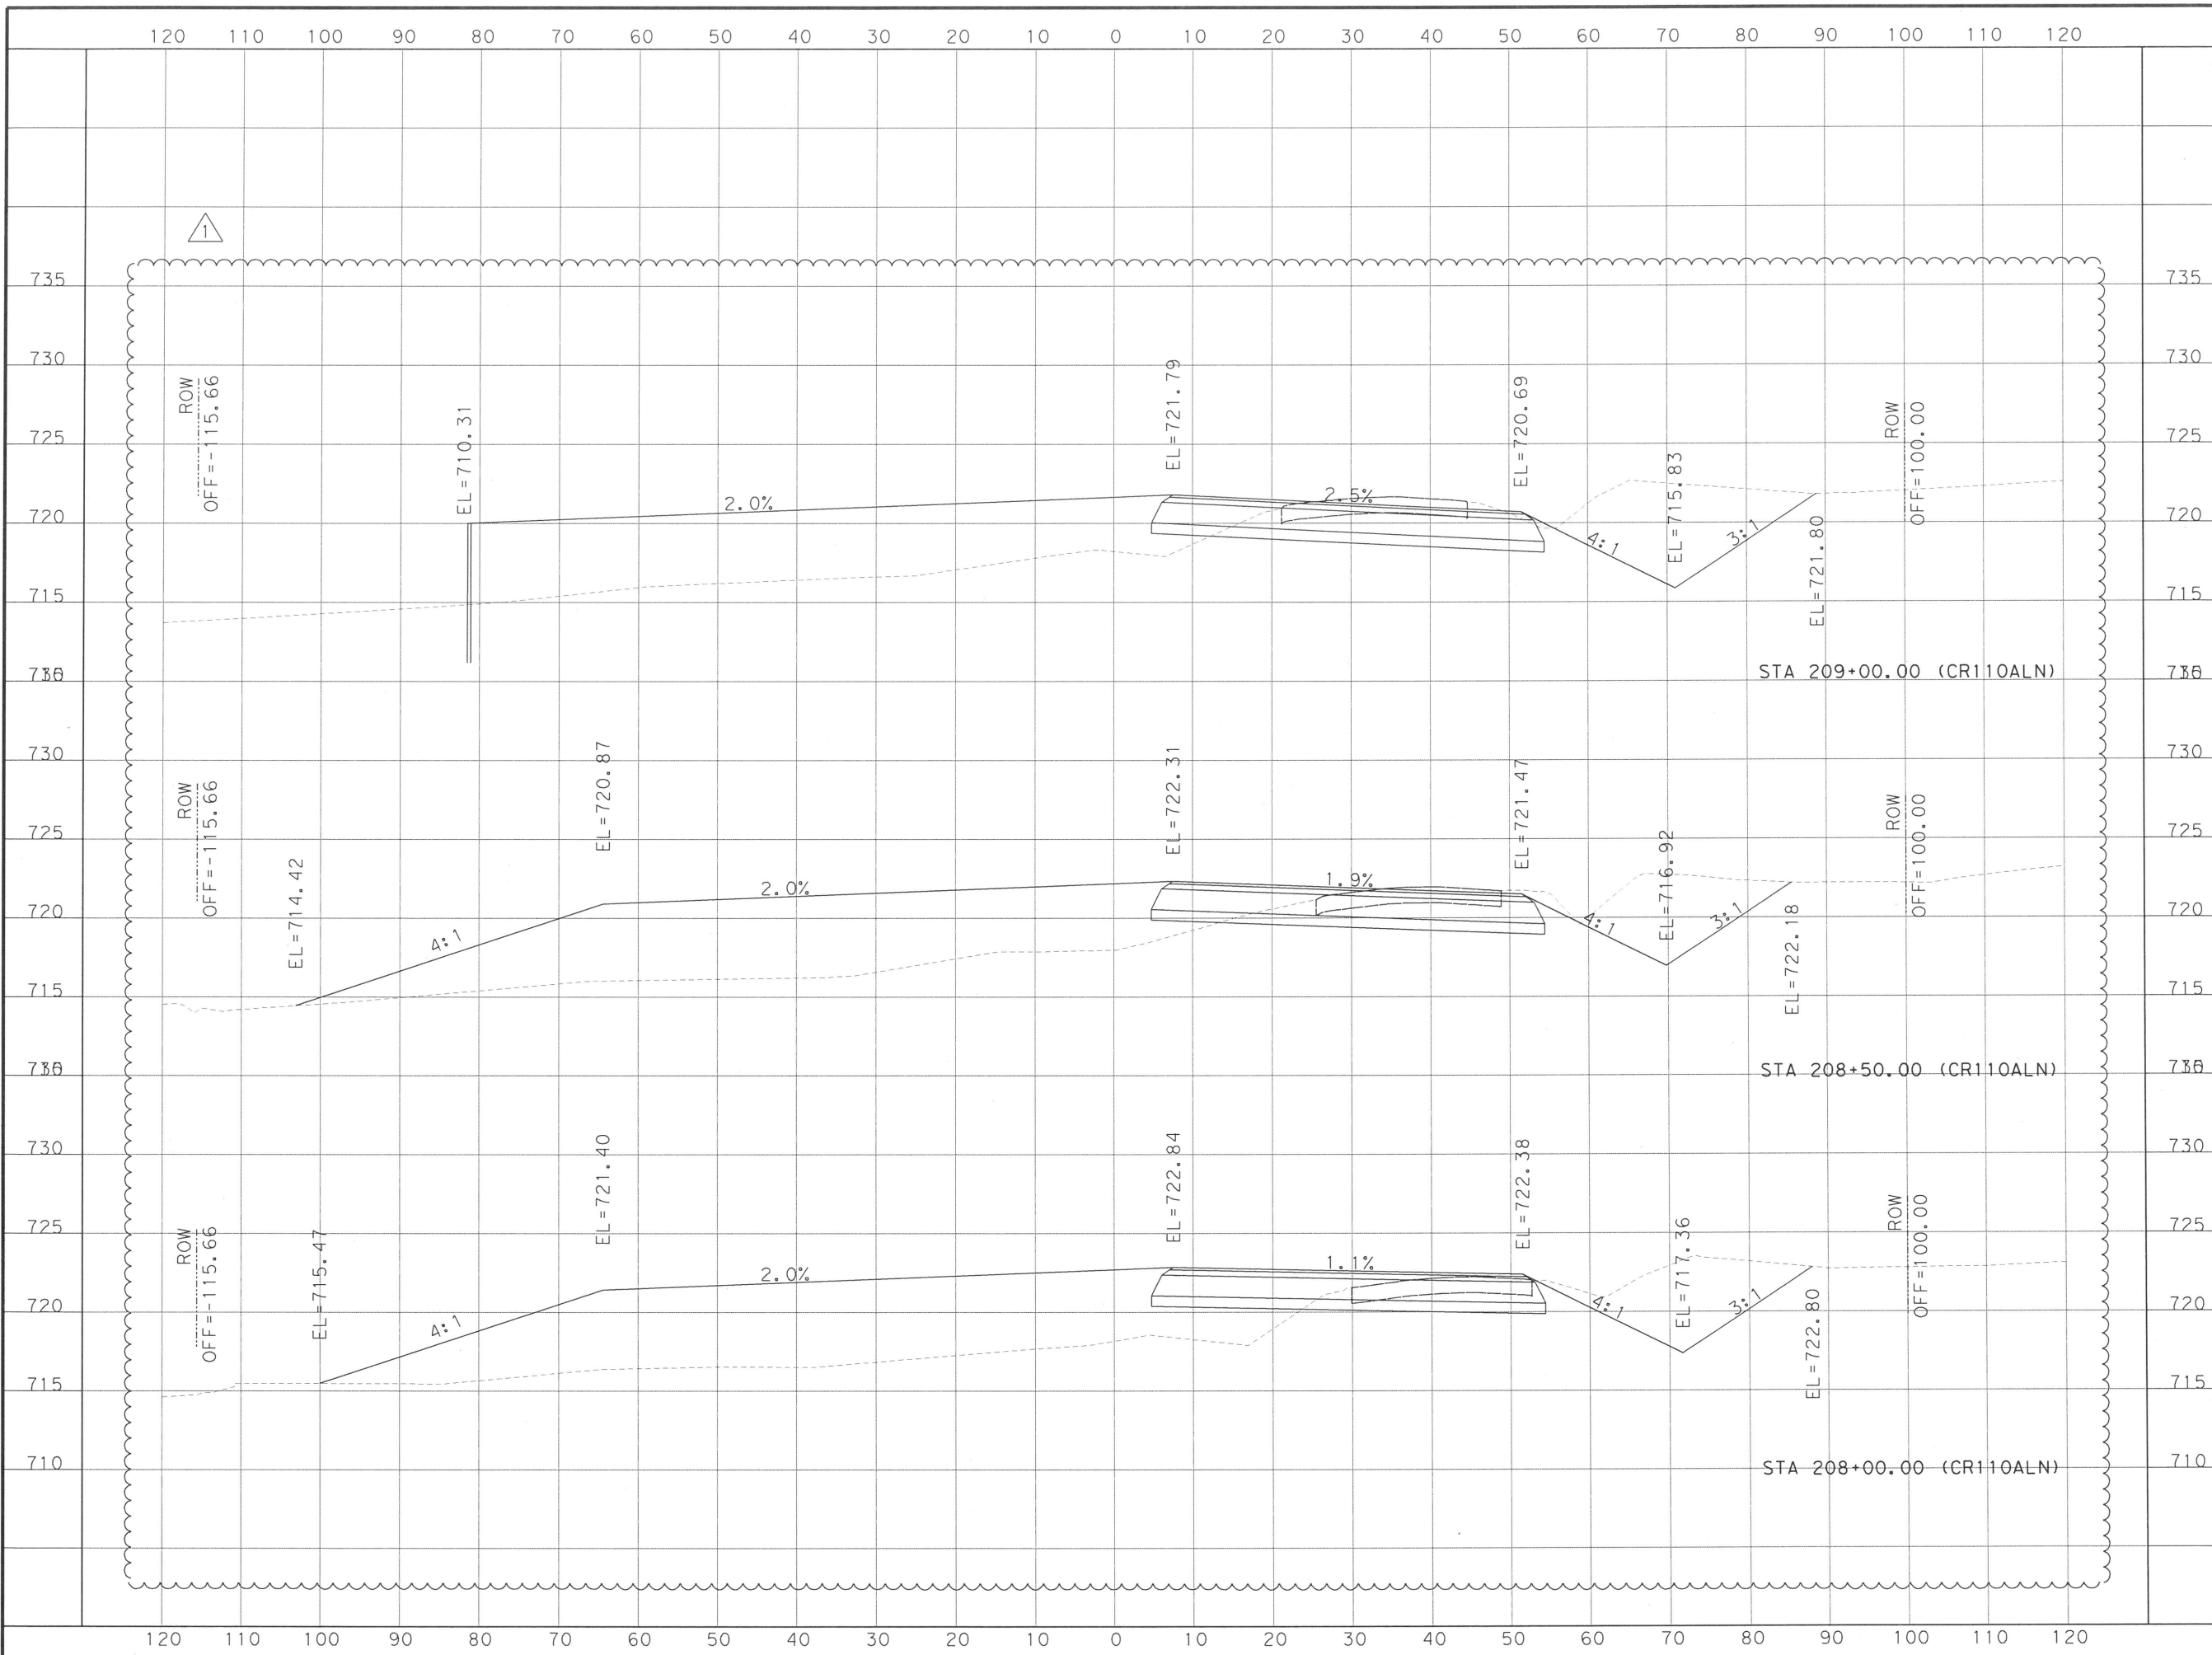 120 110 100 90 80 70 60 50 40 30 20 10 0 10 20 30 40 50 60 70 80 90 100 110 120
1
735 735
730 730
725 725
720 720
715 715
ROW
OFF=-115.66
EL=710.31
2.0%
EL=721.79
2.5%
EL=720.69
4:1
EL=715.83
3:1
EL=721.80
ROW
OFF=100.00
STA 209+00.00 (CR110ALN)
730 730
725 725
720 720
715 715
ROW
OFF=-115.66
EL=714.42
4:1
EL=720.87
2.0%
EL=722.31
1.9%
EL=721.47
4:1
EL=716.92
3:1
EL=722.18
ROW
OFF=100.00
STA 208+50.00 (CR110ALN)
730 730
725 725
720 720
715 715
710 710
ROW
OFF=-115.66
EL=715.47
4:1
EL=721.40
2.0%
EL=722.84
1.1%
EL=722.38
4:1
EL=717.36
3:1
EL=722.80
ROW
OFF=100.00
STA 208+00.00 (CR110ALN)
120 110 100 90 80 70 60 50 40 30 20 10 0 10 20 30 40 50 60 70 80 90 100 110 120